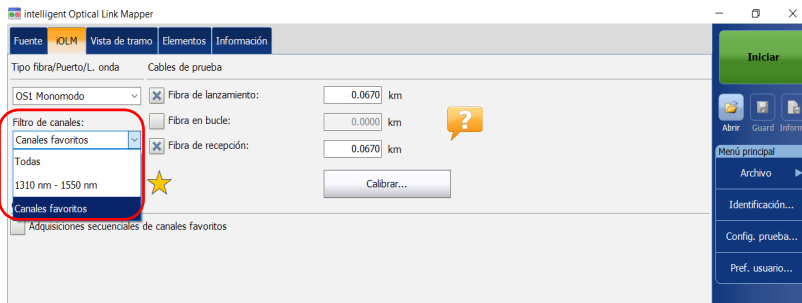 intelligent Optical Link Mapper
Fuente iOLM Vista de tramo Elementos Información
Tipo fibra/Puerto/L. onda Cables de prueba
OS1 Monomodo Fibra de lanzamiento: 0.0670 km
Filtro de canales: Fibra en bucle: 0.0000 km
Canales favoritos Fibra de recepción: 0.0670 km
Todas
1310 nm - 1550 nm Calibrar...
Canales favoritos
Adquisiciones secuenciales de canales favoritos
Iniciar
Abrir Guard Inform
Menú principal
Archivo
Identificación...
Config. prueba...
Pref. usuario...